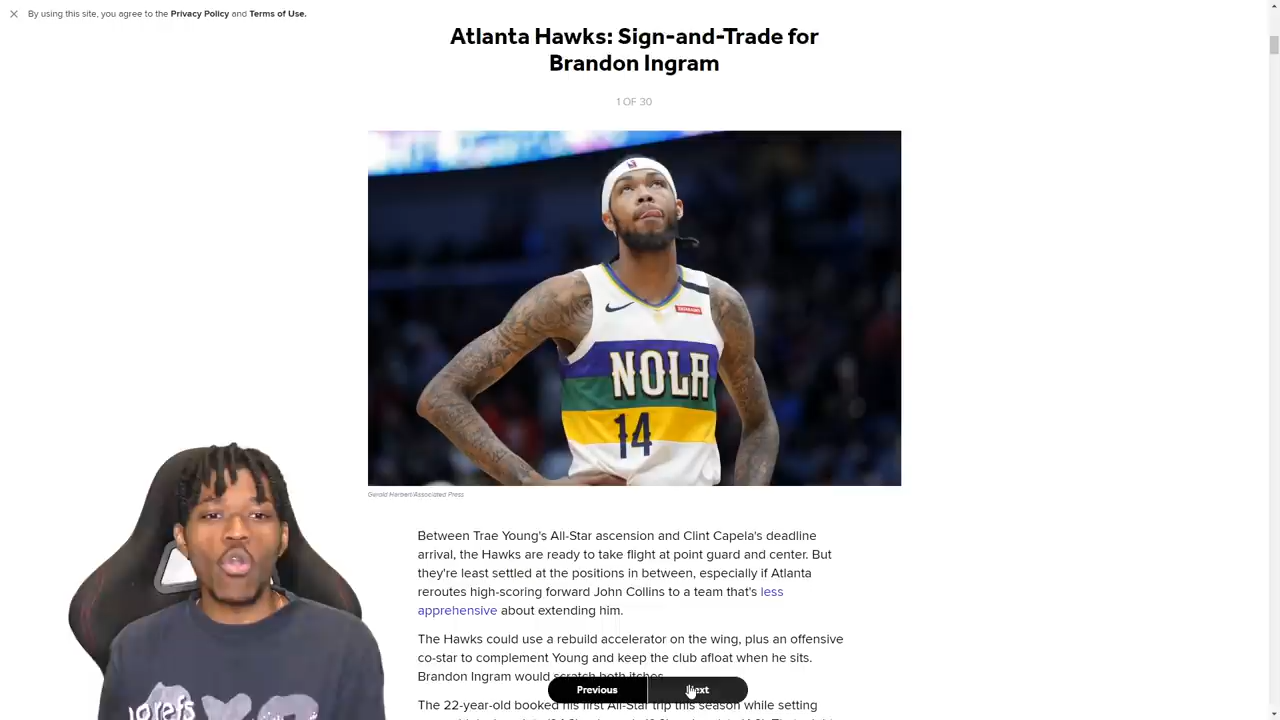 By using this site, you agree to the Privacy Policy and Terms of Use.
Atlanta Hawks: Sign-and-Trade for
Brandon Ingram
1 OF 30
NOLA
14
Gerald Herbert/Associated Press
Between Trae Young's All-Star ascension and Clint Capela's deadline
arrival, the Hawks are ready to take flight at point guard and center. But
they're least settled at the positions in between, especially if Atlanta
reroutes high-scoring forward John Collins to a team that's less
apprehensive about extending him.
The Hawks could use a rebuild accelerator on the wing, plus an offensive
co-star to complement Young and keep the club afloat when he sits.
Brandon Ingram would scratch both itches.
Previous
The 22-year-old booked his first All-Star trip this season while setting